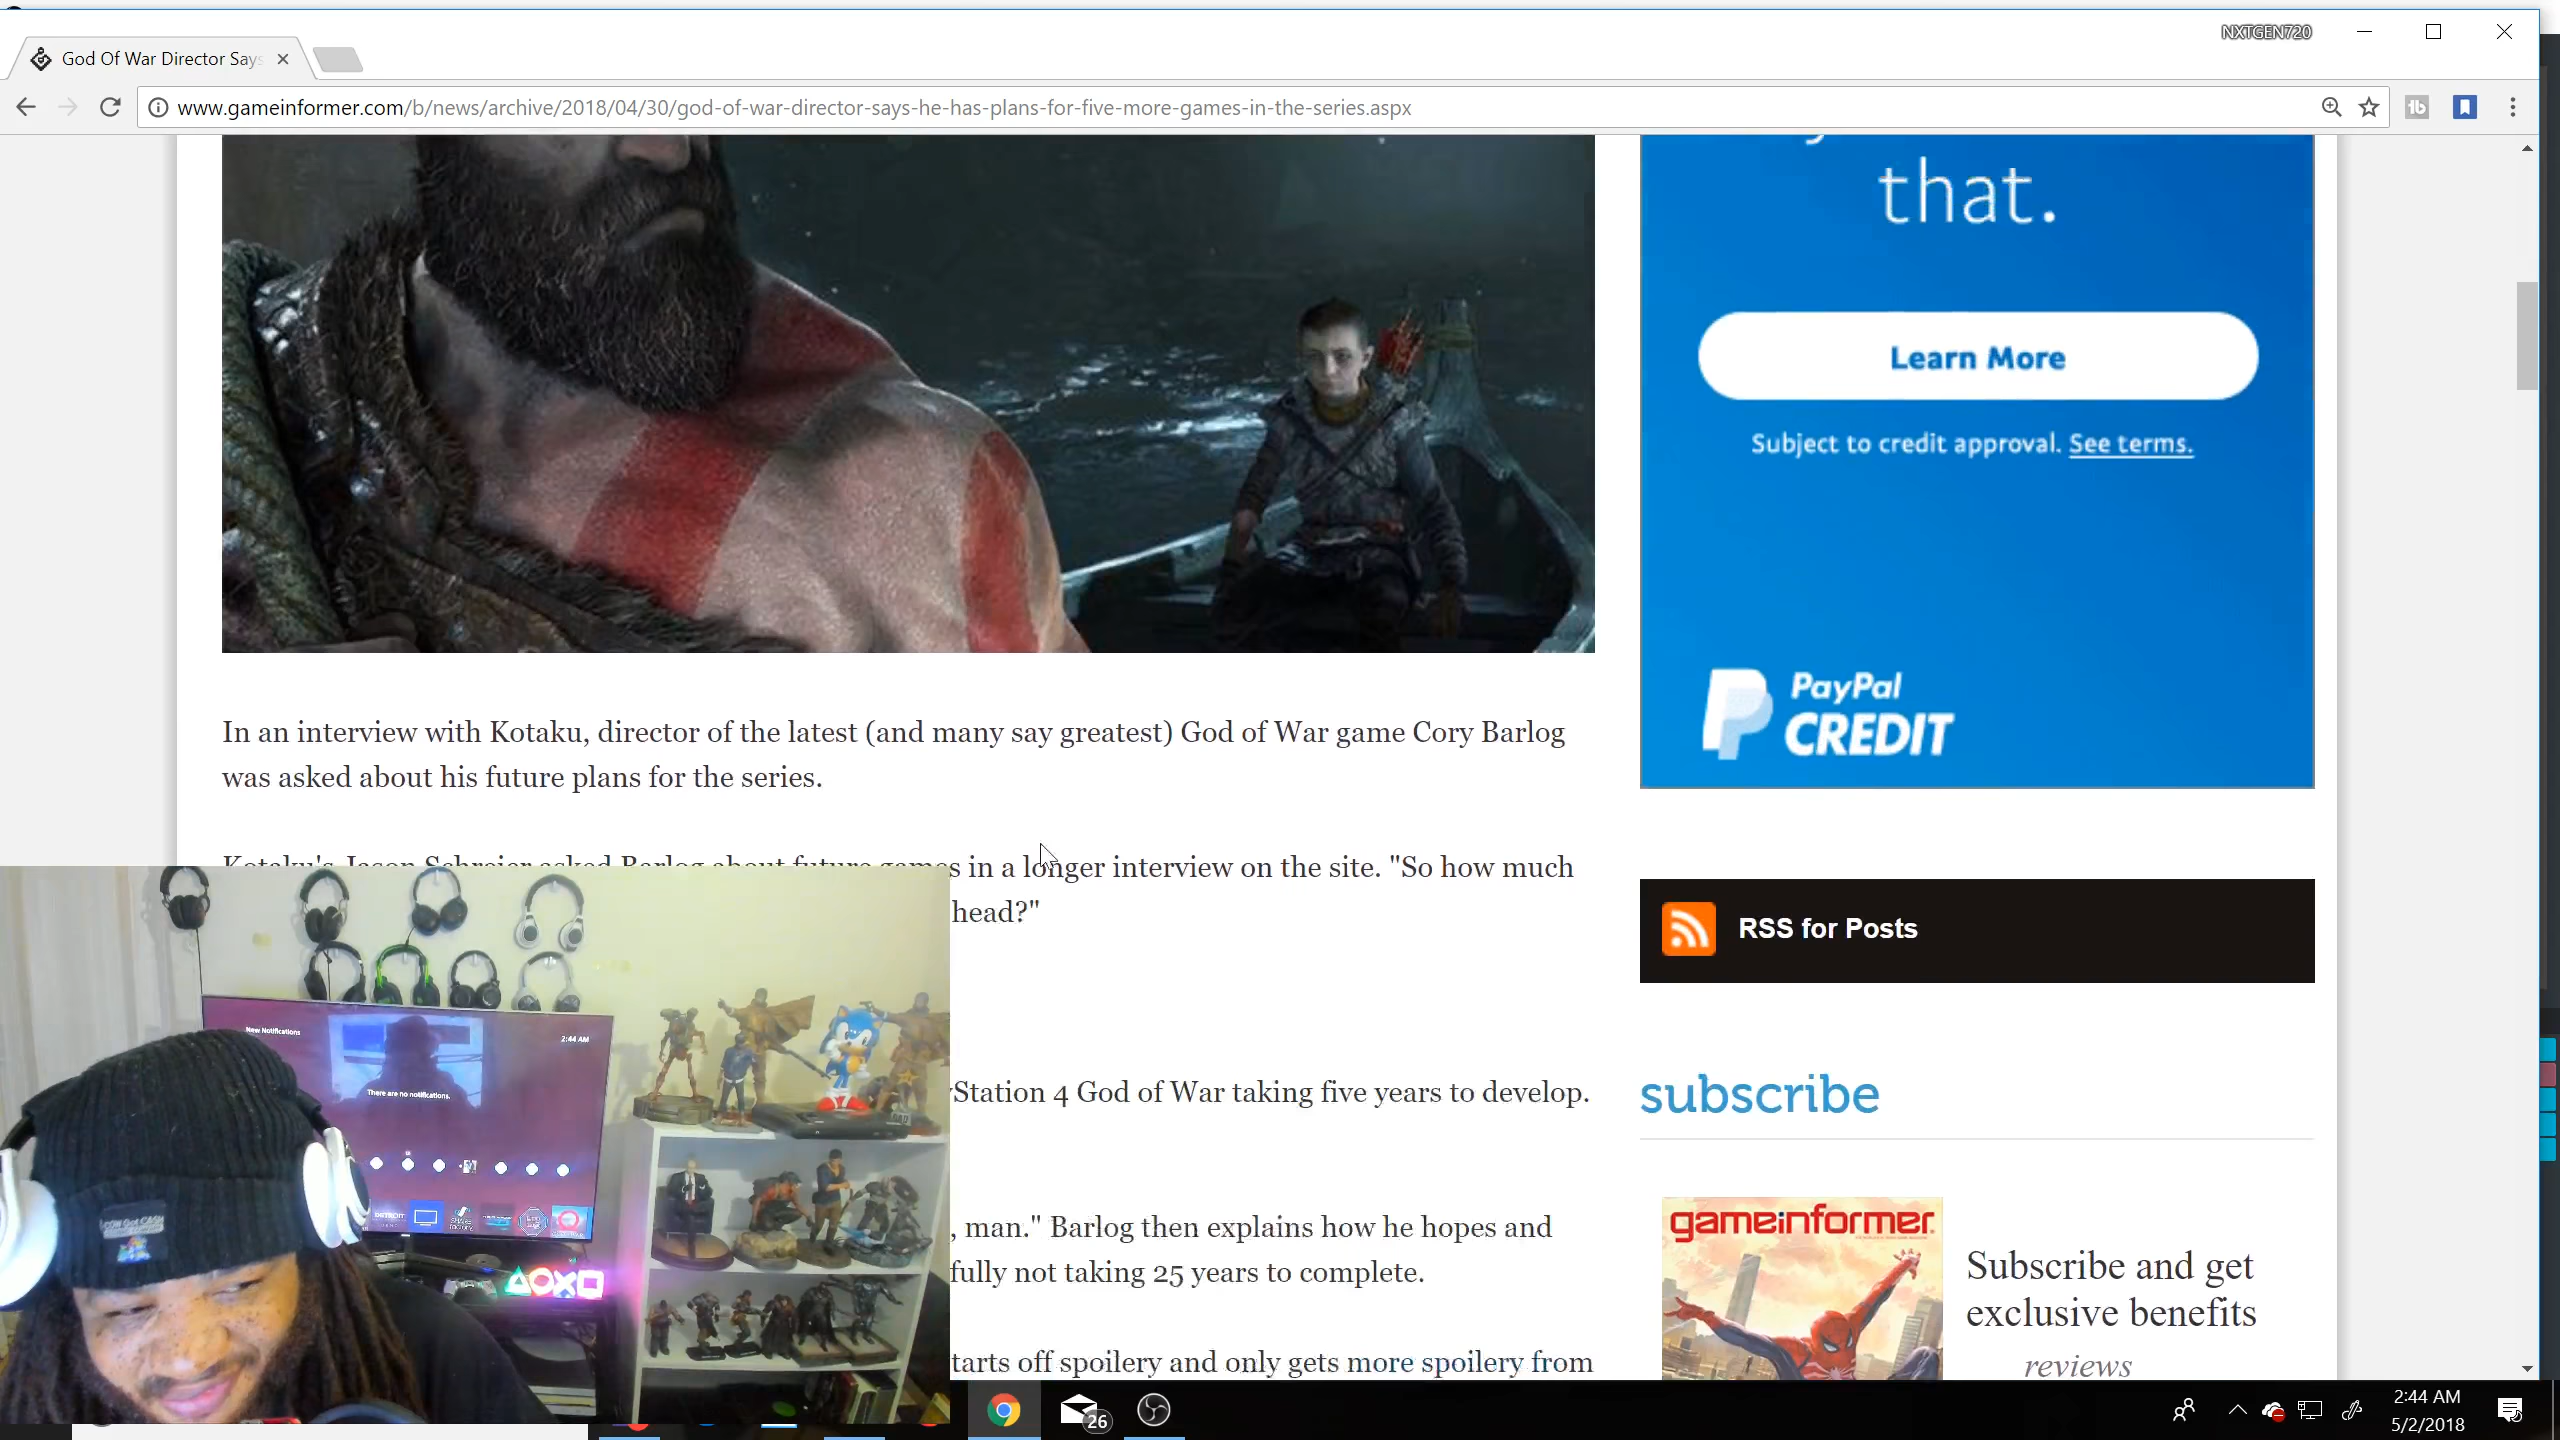 NXTGEN720
God Of War Director Says
www.gameinformer.com/b/news/archive/2018/04/30/god-of-war-director-says-he-has-plans-for-five-more-games-in-the-series.aspx
that.
Learn More
Subject to credit approval. See terms.
PayPal
CREDIT
In an interview with Kotaku, director of the latest (and many say greatest) God of War game Cory Barlog
was asked about his future plans for the series.
Kotaku's Jason Schreier asked Barlog about future games in a longer interview on the site. "So how much
head?"
Station 4 God of War taking five years to develop.
, man." Barlog then explains how he hopes and
fully not taking 25 years to complete.
tarts off spoilery and only gets more spoilery from
RSS for Posts
subscribe
gameinformer
Subscribe and get
exclusive benefits
reviews
New Notifications
2:44 AM
There are no notifications.
DETROIT
SHARE
26
2:44 AM
5/2/2018